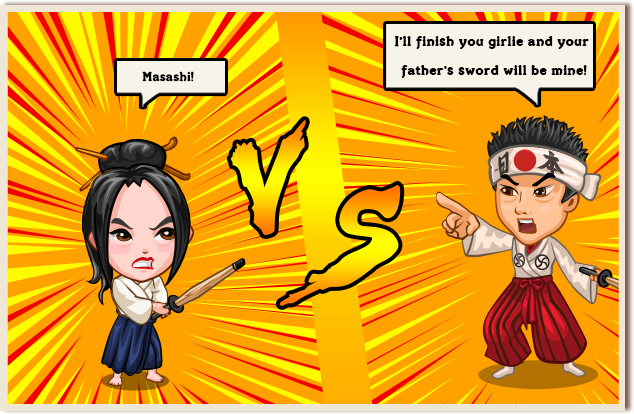 Masashi!
I'll finish you girlie and your
father's sword will be mine!
VS
日本